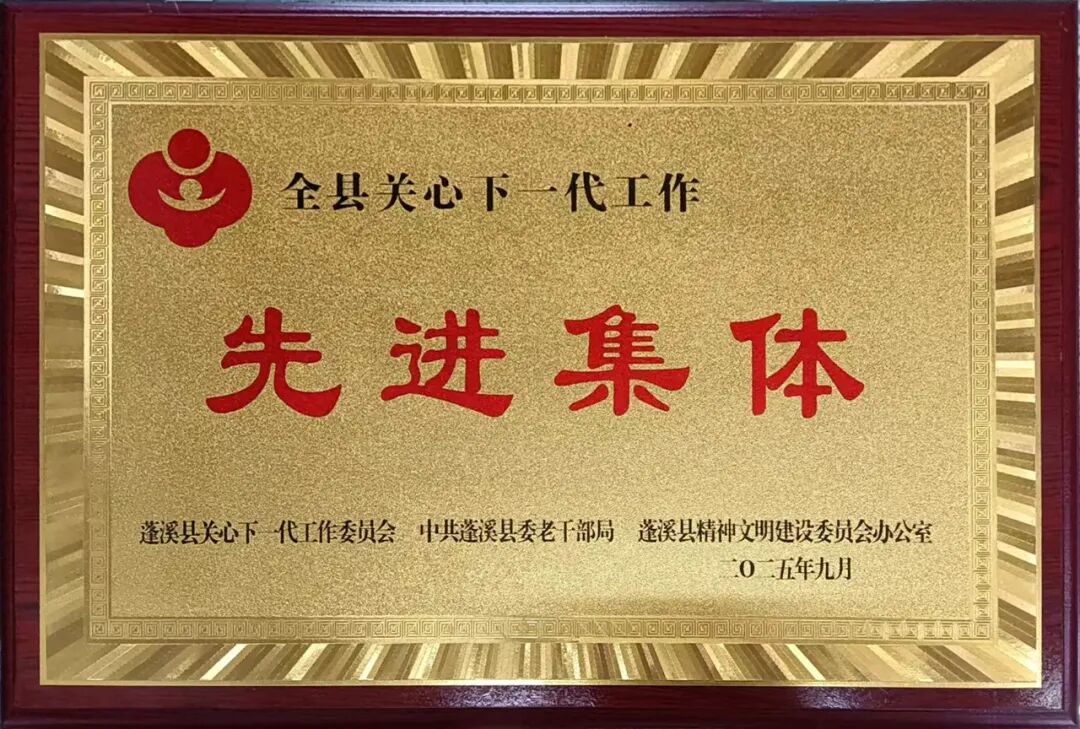 全县关心下一代工作
先进集体
蓬溪县关心下一代工作委员会 中共蓬溪县委老干部局 蓬溪县精神文明建设委员会办公室
二〇二五年九月